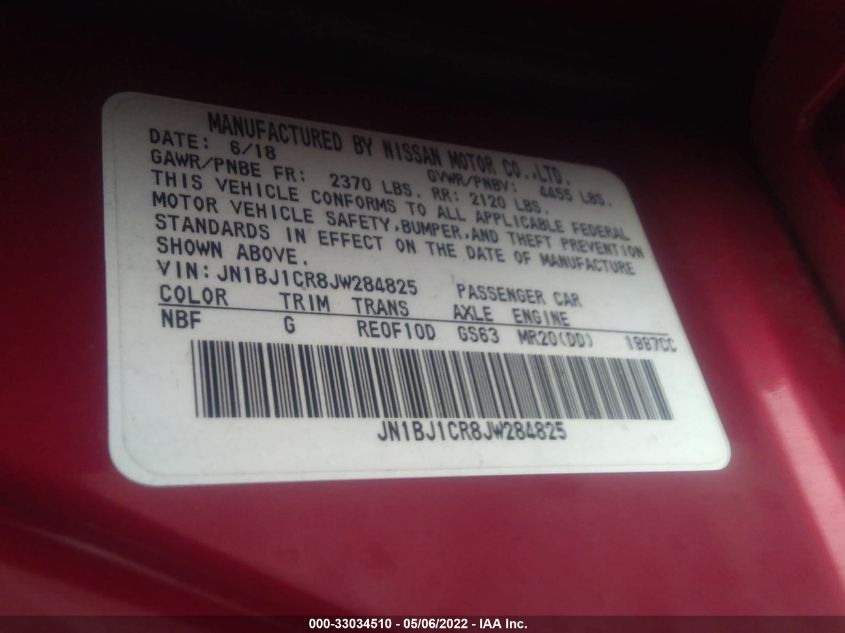 MANUFACTURED BY NISSAN MOTOR CO.,LTD.
DATE: 6/18 GVWR/PNBV: 4455 LBS.
GAWR/PNBE FR: 2370 LBS. RR: 2120 LBS.
THIS VEHICLE CONFORMS TO ALL APPLICABLE FEDERAL
MOTOR VEHICLE SAFETY,BUMPER,AND THEFT PREVENTION
STANDARDS IN EFFECT ON THE DATE OF MANUFACTURE
SHOWN ABOVE.
VIN: JN1BJ1CR8JW284825 PASSENGER CAR
COLOR TRIM TRANS AXLE ENGINE
NBF G RE0F10D GS63 MR20(DD) 1997CC
JN1BJ1CR8JW284825
000-33034510 - 05/06/2022 - IAA Inc.